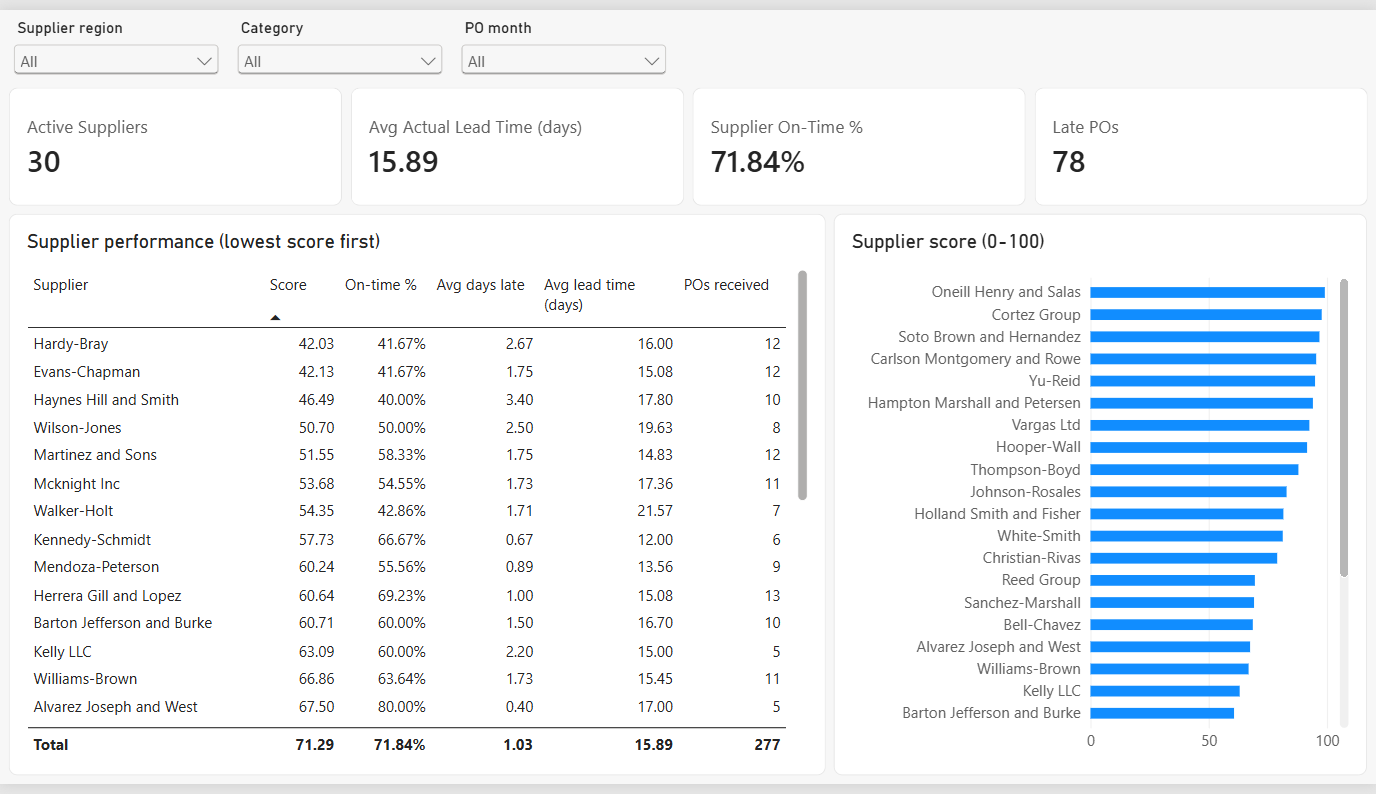 Supplier region Category PO month
All All All
Active Suppliers Avg Actual Lead Time (days) Supplier On-Time % Late POs
30 15.89 71.84% 78
Supplier performance (lowest score first)
Supplier Score On-time % Avg days late Avg lead time (days) POs received
Hardy-Bray 42.03 41.67% 2.67 16.00 12
Evans-Chapman 42.13 41.67% 1.75 15.08 12
Haynes Hill and Smith 46.49 40.00% 3.40 17.80 10
Wilson-Jones 50.70 50.00% 2.50 19.63 8
Martinez and Sons 51.55 58.33% 1.75 14.83 12
Mcknight Inc 53.68 54.55% 1.73 17.36 11
Walker-Holt 54.35 42.86% 1.71 21.57 7
Kennedy-Schmidt 57.73 66.67% 0.67 12.00 6
Mendoza-Peterson 60.24 55.56% 0.89 13.56 9
Herrera Gill and Lopez 60.64 69.23% 1.00 15.08 13
Barton Jefferson and Burke 60.71 60.00% 1.50 16.70 10
Kelly LLC 63.09 60.00% 2.20 15.00 5
Williams-Brown 66.86 63.64% 1.73 15.45 11
Alvarez Joseph and West 67.50 80.00% 0.40 17.00 5
Total 71.29 71.84% 1.03 15.89 277
Supplier score (0-100)
Oneill Henry and Salas
Cortez Group
Soto Brown and Hernandez
Carlson Montgomery and Rowe
Yu-Reid
Hampton Marshall and Petersen
Vargas Ltd
Hooper-Wall
Thompson-Boyd
Johnson-Rosales
Holland Smith and Fisher
White-Smith
Christian-Rivas
Reed Group
Sanchez-Marshall
Bell-Chavez
Alvarez Joseph and West
Williams-Brown
Kelly LLC
Barton Jefferson and Burke
0 50 100